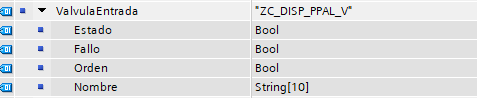 ValvulaEntrada "ZC_DISP_PPAL_V"
Estado Bool
Fallo Bool
Orden Bool
Nombre String[10]